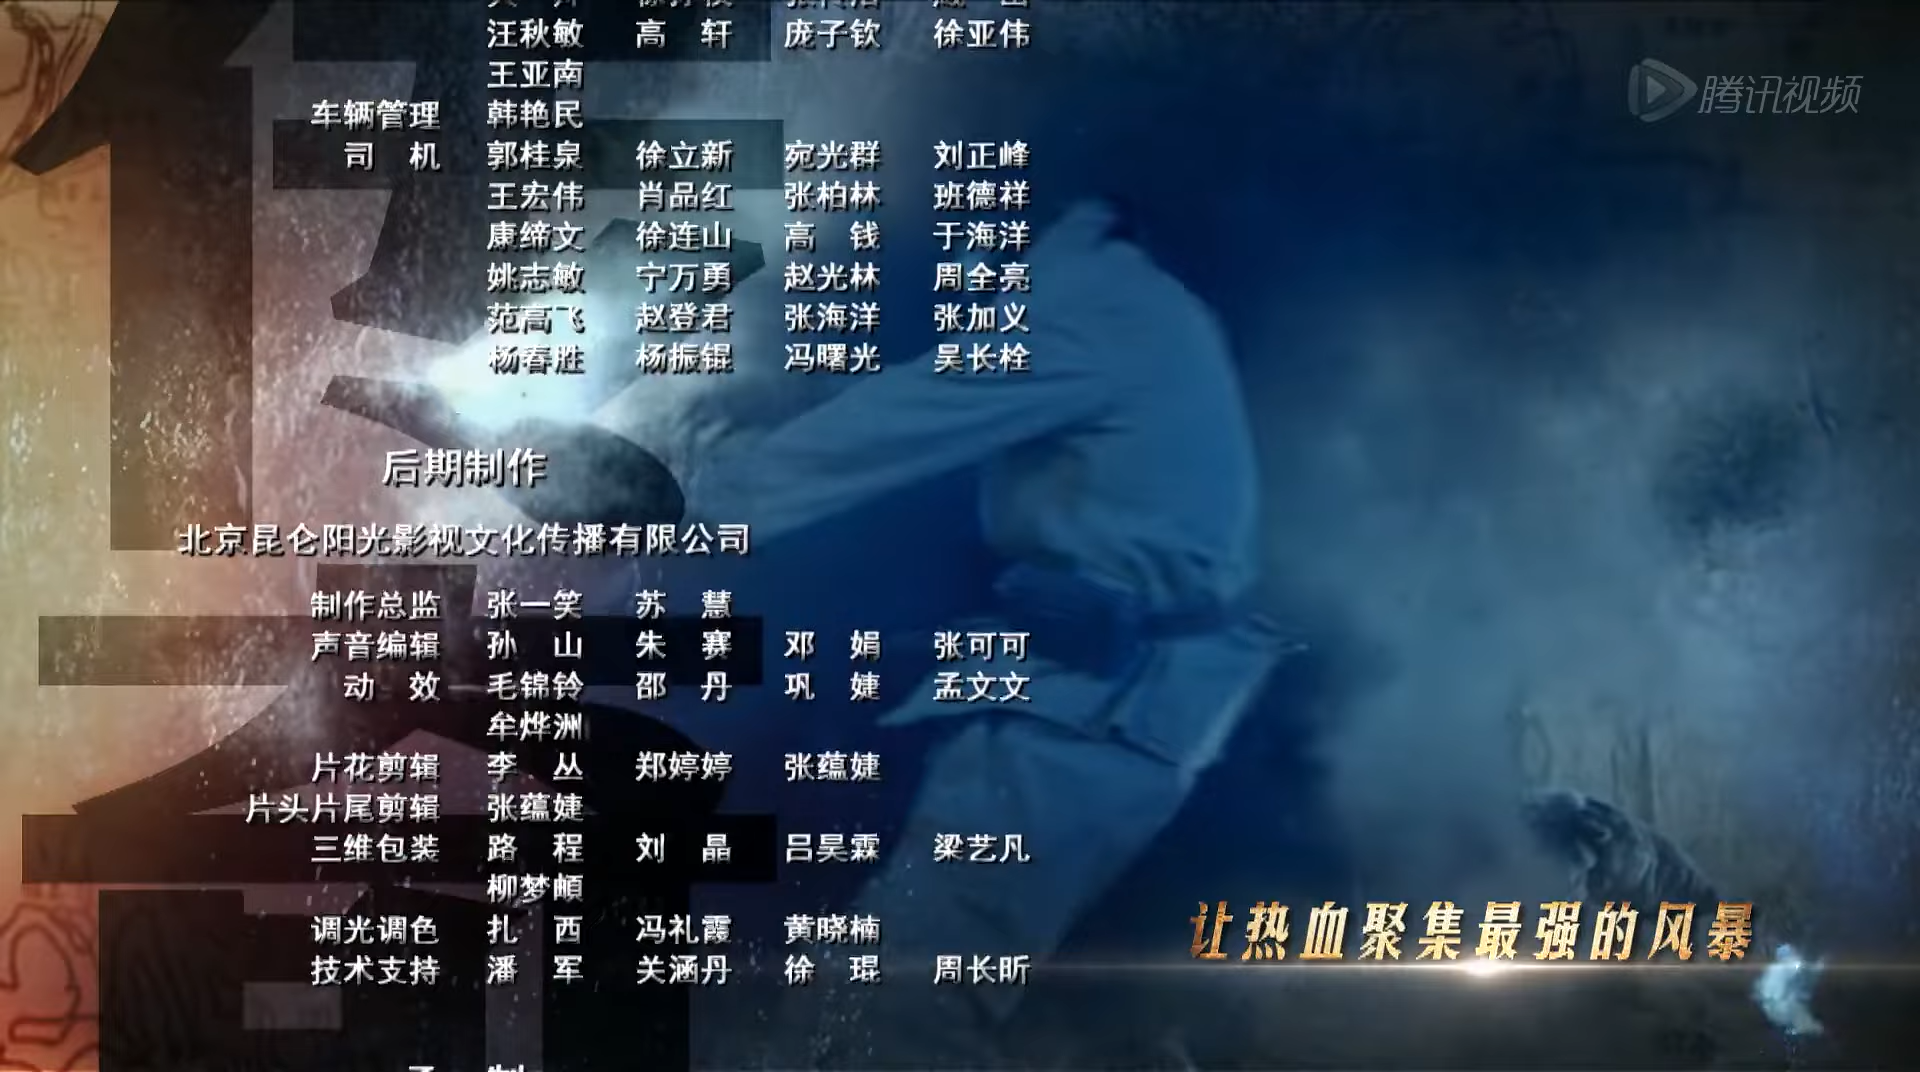 汪秋敏 高 轩 庞子钦 徐亚伟
王亚南
车辆管理 韩艳民
司 机 郭桂泉 徐立新 宛光群 刘正峰
王宏伟 肖品红 张柏林 班德祥
康缔文 徐连山 高 钱 于海洋
姚志敏 宁万勇 赵光林 周全亮
范高飞 赵登君 张海洋 张加义
杨春胜 杨振锟 冯曙光 吴长栓
后期制作
北京昆仑阳光影视文化传播有限公司
制作总监 张一笑 苏 慧
声音编辑 孙 山 朱 赛 邓 娟 张可可
动 效 毛锦铃 邵 丹 巩 婕 孟文文
牟烨洲
片花剪辑 李 丛 郑婷婷 张蕴婕
片头片尾剪辑 张蕴婕
三维包装 路 程 刘 晶 吕昊霖 梁艺凡
柳梦頔
调光调色 扎 西 冯礼霞 黄晓楠
技术支持 潘 军 关涵丹 徐 琨 周长昕
腾讯视频
让热血聚集最强的风暴
传奇